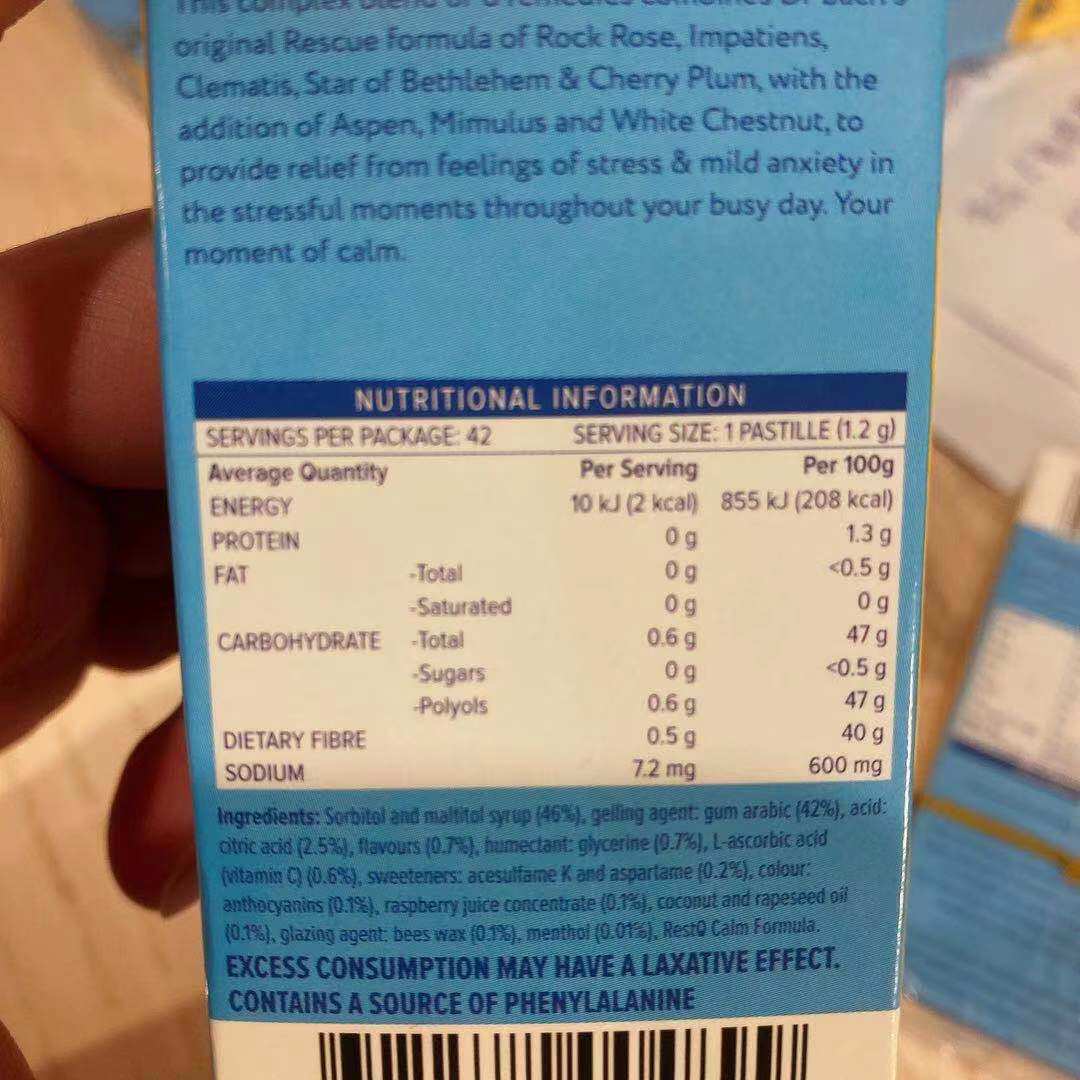 This complex blend of 8 remedies combines Dr Bach's
original Rescue formula of Rock Rose, Impatiens,
Clematis, Star of Bethlehem & Cherry Plum, with the
addition of Aspen, Mimulus and White Chestnut, to
provide relief from feelings of stress & mild anxiety in
the stressful moments throughout your busy day. Your
moment of calm.
NUTRITIONAL INFORMATION
SERVINGS PER PACKAGE: 42 SERVING SIZE: 1 PASTILLE (1.2 g)
Average Quantity Per Serving Per 100g
ENERGY 10 kJ (2 kcal) 855 kJ (208 kcal)
PROTEIN 0 g 1.3 g
FAT -Total 0 g <0.5 g
-Saturated 0 g 0 g
CARBOHYDRATE -Total 0.6 g 47 g
-Sugars 0 g <0.5 g
-Polyols 0.6 g 47 g
DIETARY FIBRE 0.5 g 40 g
SODIUM 7.2 mg 600 mg
Ingredients: Sorbitol and maltitol syrup (46%), gelling agent: gum arabic (42%), acid:
citric acid (2.5%), flavours (0.7%), humectant: glycerine (0.7%), L-ascorbic acid
(vitamin C) (0.6%), sweeteners: acesulfame K and aspartame (0.2%), colour:
anthocyanins (0.1%), raspberry juice concentrate (0.1%), coconut and rapeseed oil
(0.1%), glazing agent: bees wax (0.1%), menthol (0.01%), RestQ Calm Formula.
EXCESS CONSUMPTION MAY HAVE A LAXATIVE EFFECT.
CONTAINS A SOURCE OF PHENYLALANINE